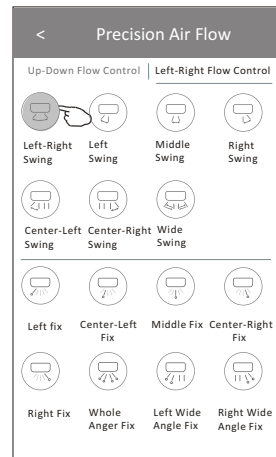 < Precision Air Flow
Up-Down Flow Control Left-Right Flow Control
Left-Right Swing
Left Swing
Middle Swing
Right Swing
Center-Left Swing
Center-Right Swing
Wide Swing
Left fix
Center-Left Fix
Middle Fix
Center-Right Fix
Right Fix
Whole Anger Fix
Left Wide Angle Fix
Right Wide Angle Fix